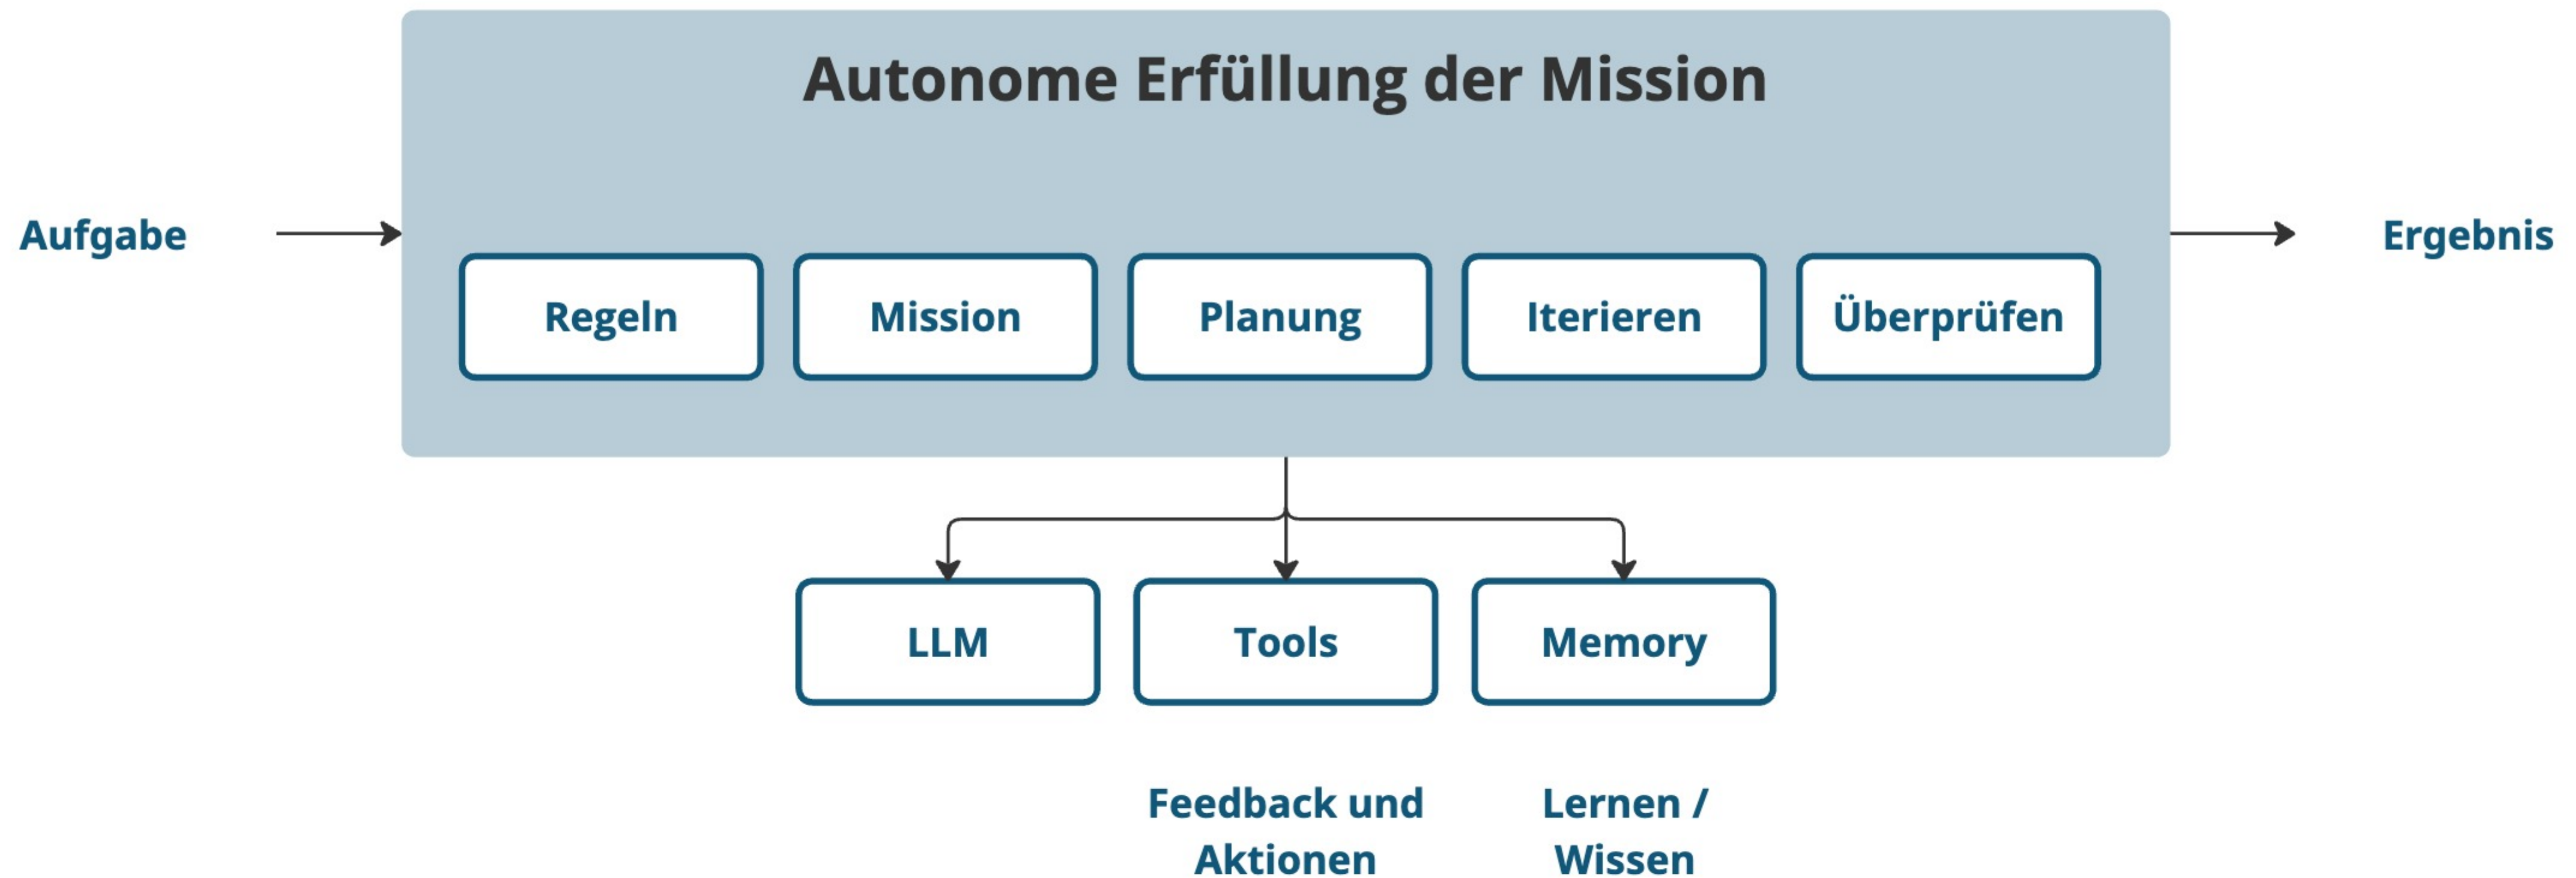 Autonome Erfüllung der Mission
Aufgabe
Ergebnis
Regeln
Mission
Planung
Iterieren
Überprüfen
LLM
Tools
Memory
Feedback und
Aktionen
Lernen /
Wissen